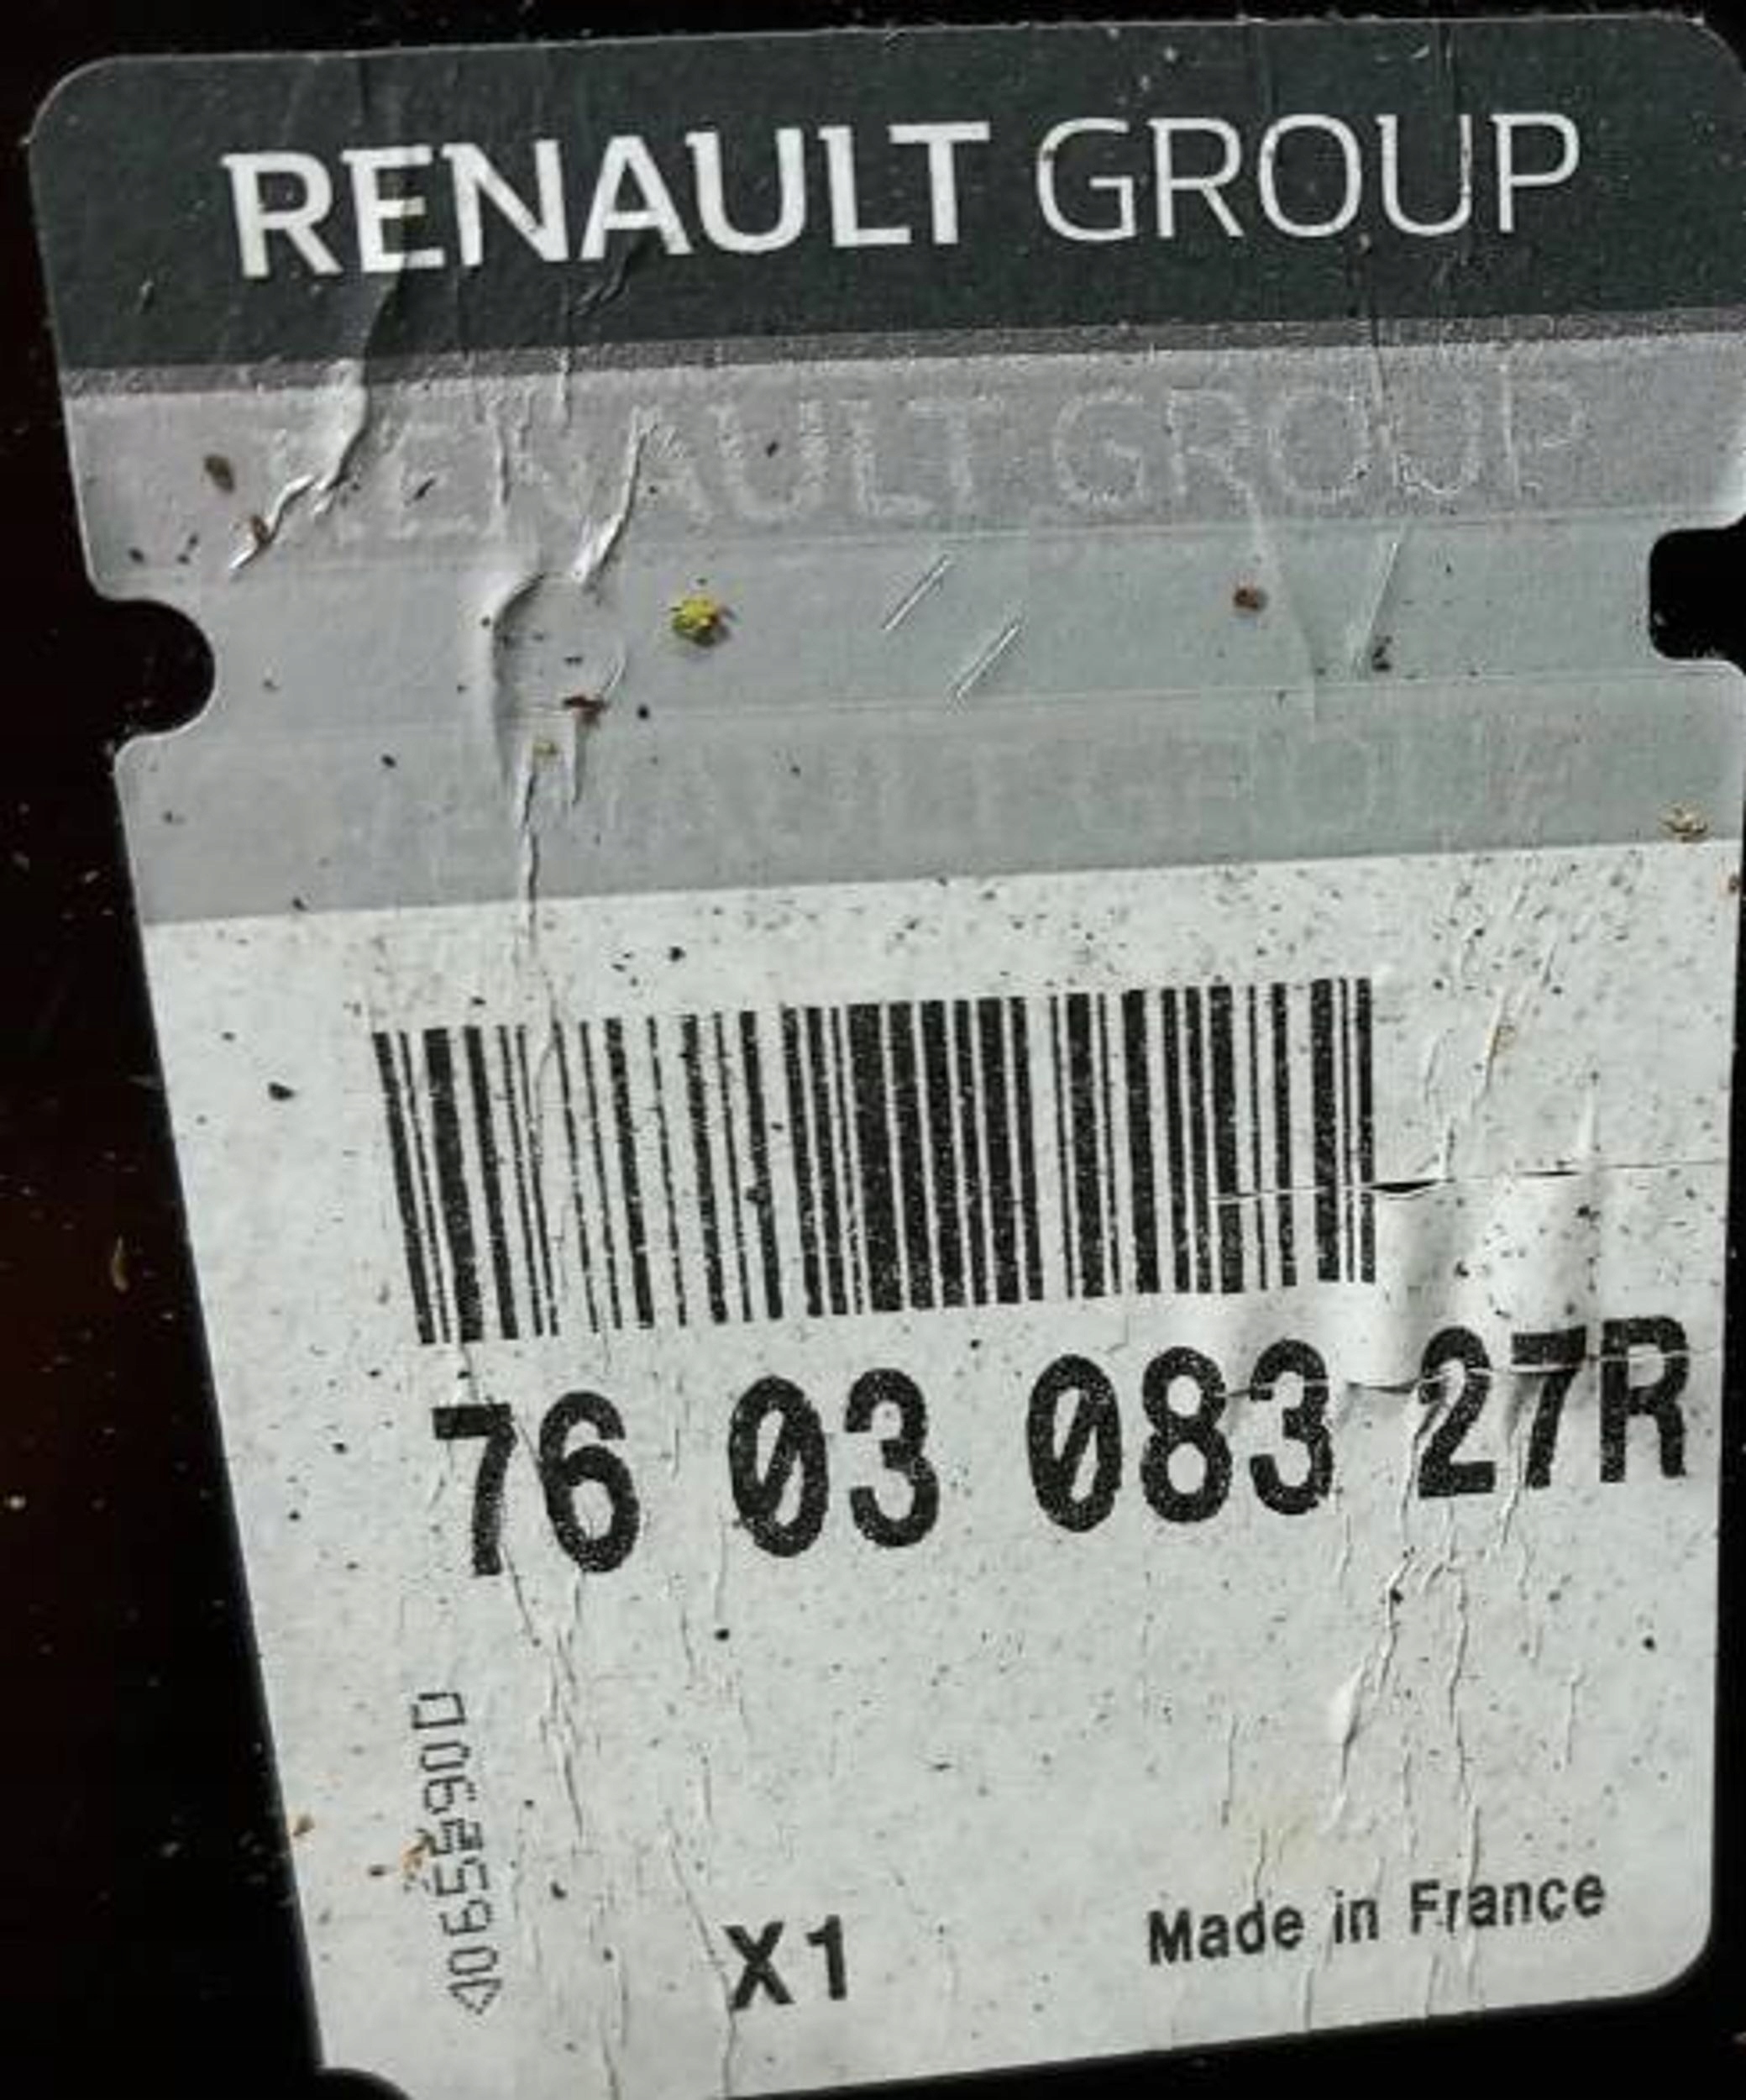 RENAULT GROUP
RENAULT GROUP
76 03 083 27R
X1
Made in France